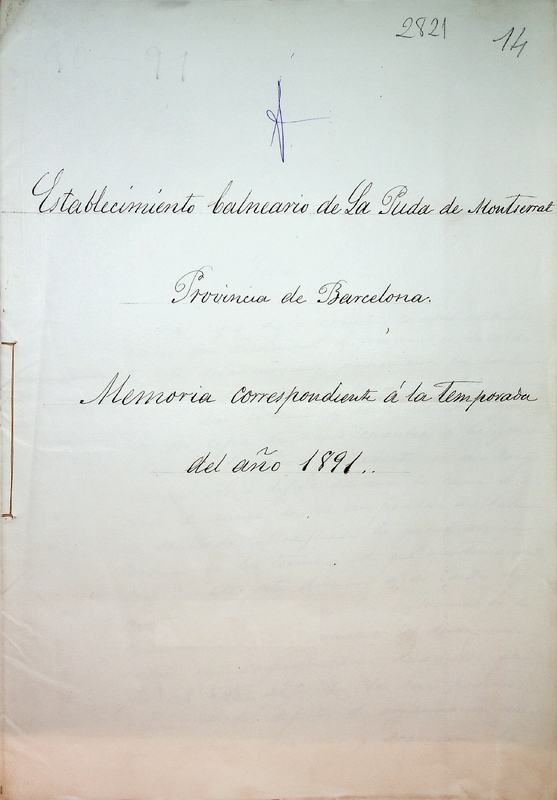 2821
14
Establecimiento balneario de La Puda de Montserrat
Provincia de Barcelona.
Memoria correspondiente á la temporada
del año 1891..